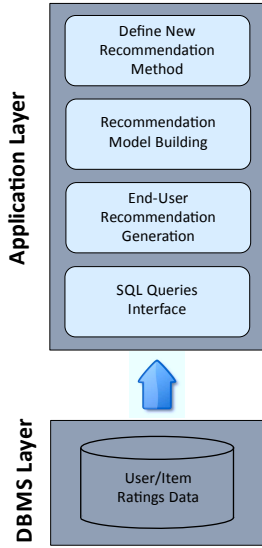 Application Layer
Define New
Recommendation
Method
Recommendation
Model Building
End-User
Recommendation
Generation
SQL Queries
Interface
DBMS Layer
User/Item
Ratings Data